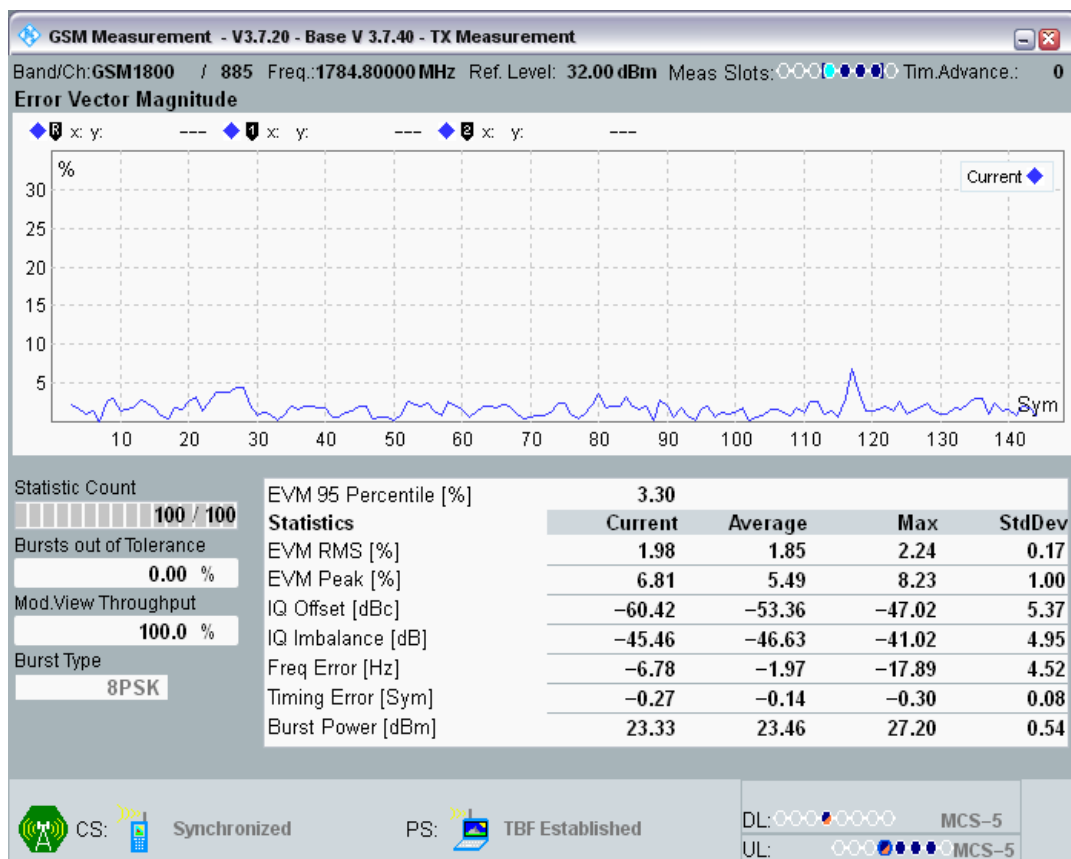 GSM Measurement - V3.7.20 - Base V 3.7.40 - TX Measurement
Band/Ch:GSM1800 / 885 Freq.:1784.80000 MHz Ref. Level: 32.00 dBm Meas Slots: Tim.Advance.: 0
Error Vector Magnitude
R x: y: --- 1 x: y: --- 2 x: y: ---
%
Current
30
25
20
15
10
5
Sym
10 20 30 40 50 60 70 80 90 100 110 120 130 140
Statistic Count
100 / 100
Bursts out of Tolerance
0.00 %
Mod.View Throughput
100.0 %
Burst Type
8PSK
EVM 95 Percentile [%] 3.30
Statistics Current Average Max StdDev
EVM RMS [%] 1.98 1.85 2.24 0.17
EVM Peak [%] 6.81 5.49 8.23 1.00
IQ Offset [dBc] −60.42 −53.36 −47.02 5.37
IQ Imbalance [dB] −45.46 −46.63 −41.02 4.95
Freq Error [Hz] −6.78 −1.97 −17.89 4.52
Timing Error [Sym] −0.27 −0.14 −0.30 0.08
Burst Power [dBm] 23.33 23.46 27.20 0.54
CS: Synchronized PS: TBF Established
DL: MCS−5
UL: MCS−5